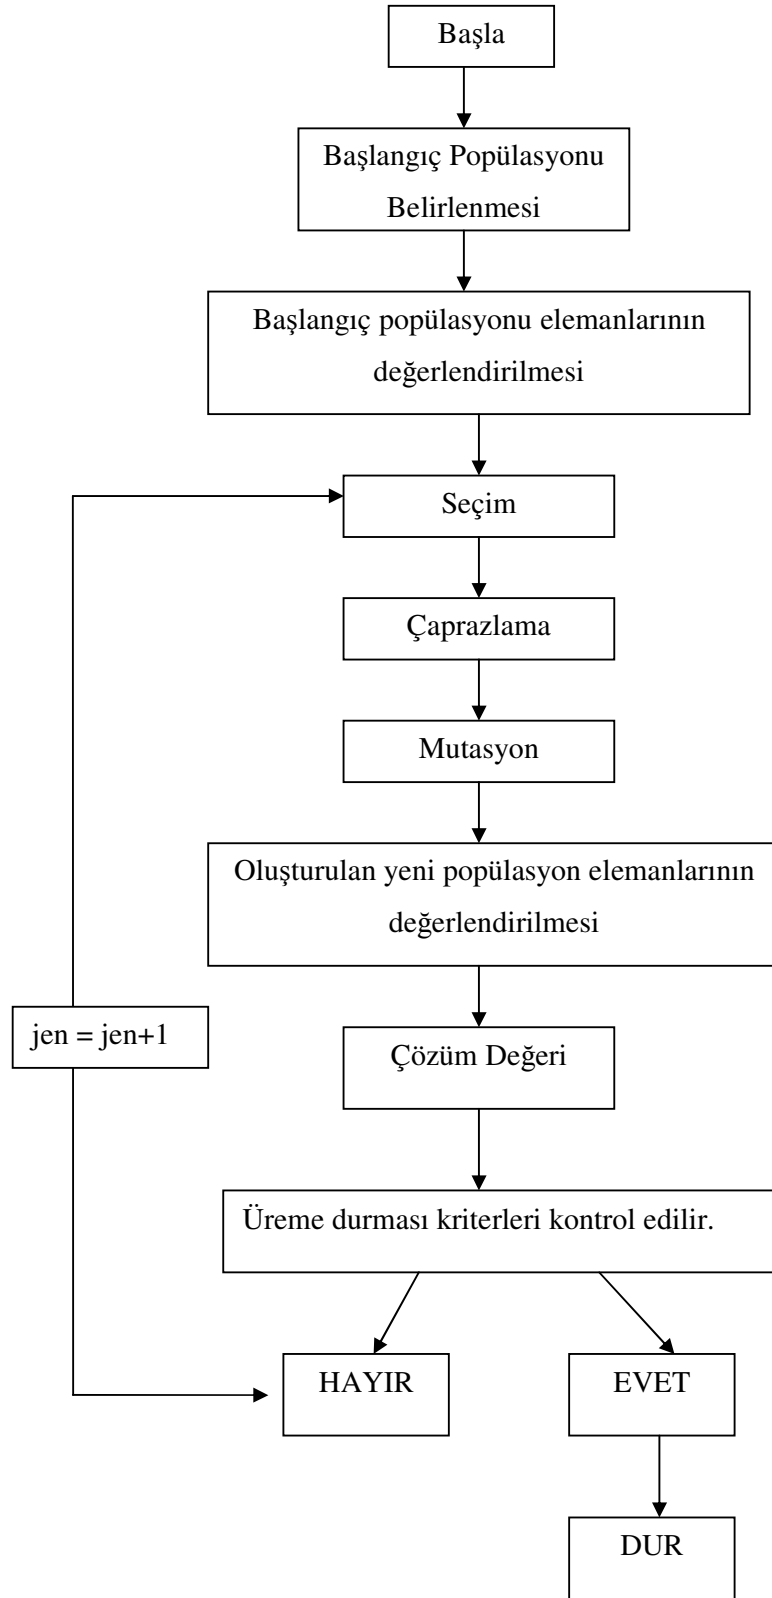 Başla
Başlangıç Popülasyonu
Belirlenmesi
Başlangıç popülasyonu elemanlarının
değerlendirilmesi
Seçim
Çaprazlama
Mutasyon
Oluşturulan yeni popülasyon elemanlarının
değerlendirilmesi
jen = jen+1
Çözüm Değeri
Üreme durması kriterleri kontrol edilir.
HAYIR
EVET
DUR